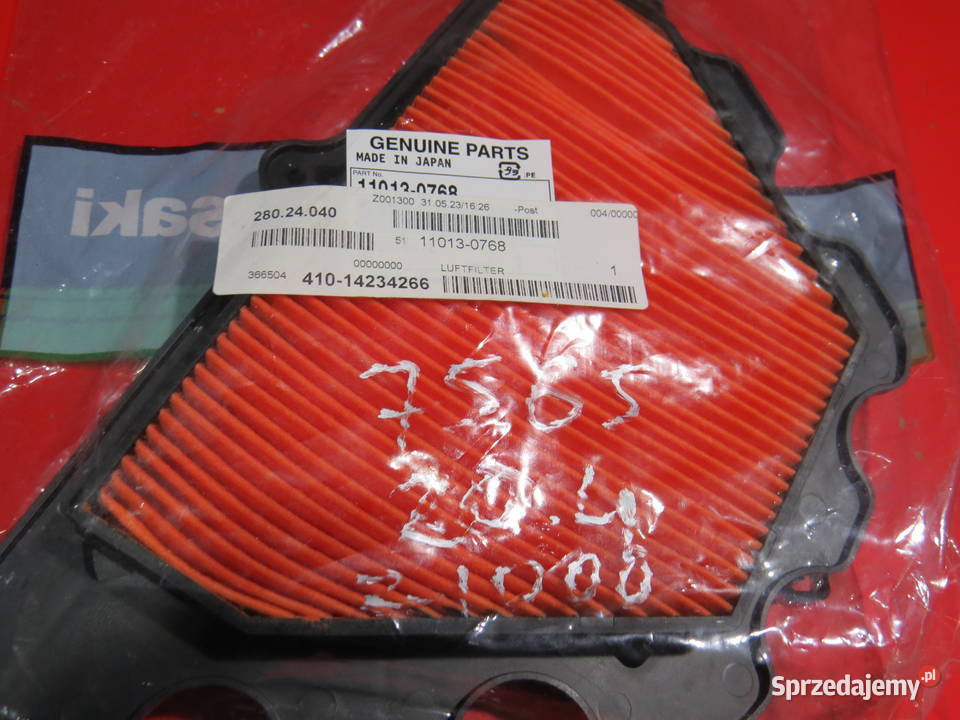 GENUINE PARTS
MADE IN JAPAN
PART No. PE
11013-0768
Z001300 31.05.23/16:26 -Post 004/00000
280.24.040
51 11013-0768
00000000 LUFTFILTER 1
366504 410-14234266
saki
7565
20.4
Z1000
Sprzedajemy.pl